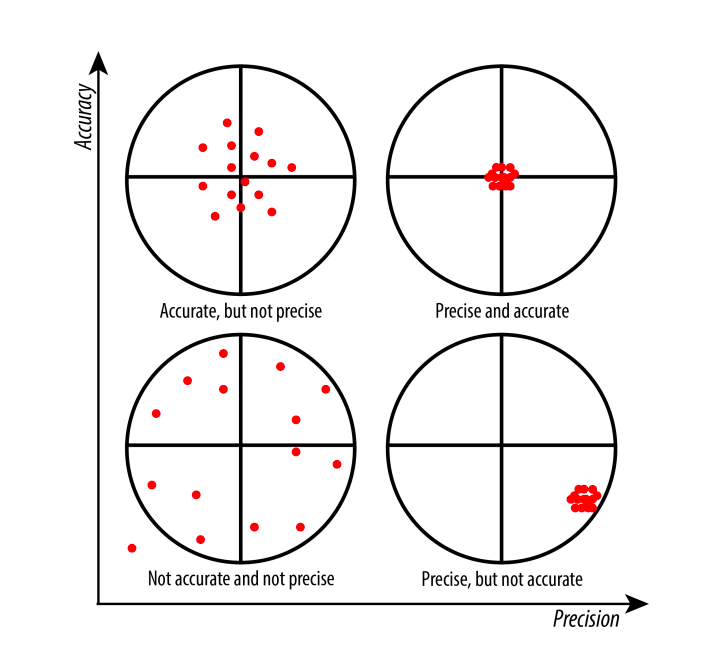 Accuracy
Accurate, but not precise
Precise and accurate
Not accurate and not precise
Precise, but not accurate
Precision